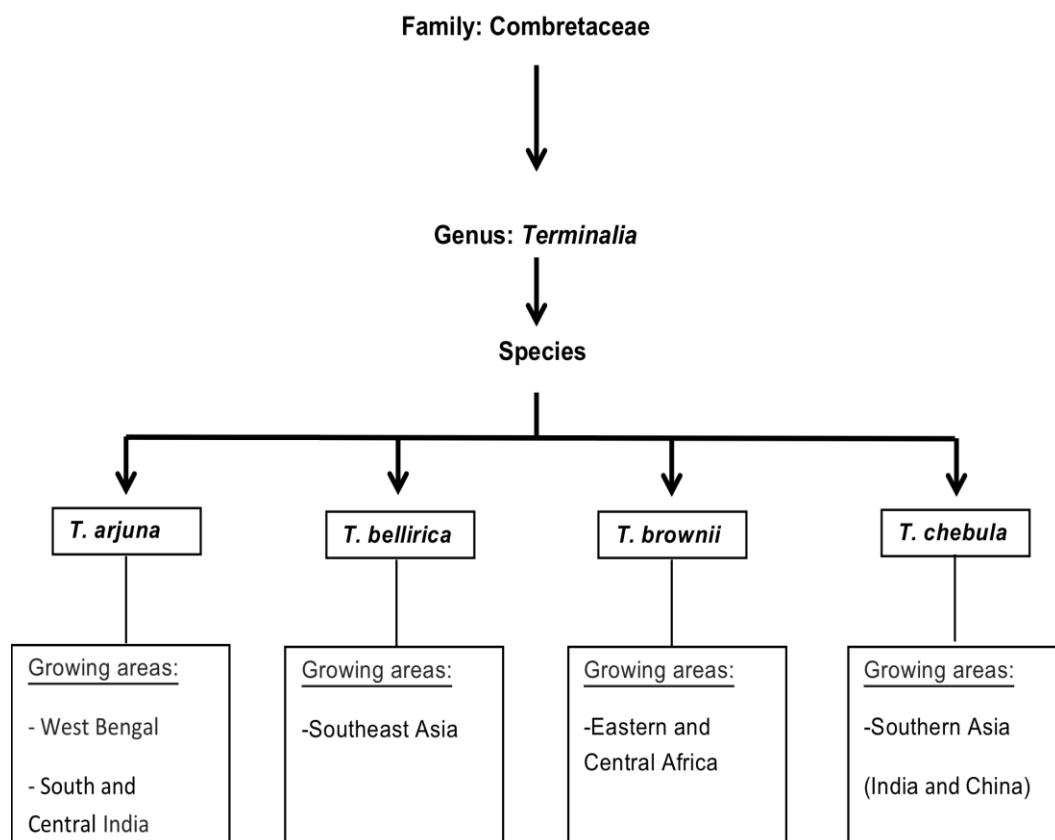 Family: Combretaceae
Genus: Terminalia
Species
T. arjuna
T. bellirica
T. brownii
T. chebula
Growing areas:
- West Bengal
- South and
Central India
Growing areas:
-Southeast Asia
Growing areas:
-Eastern and
Central Africa
Growing areas:
-Southern Asia
(India and China)